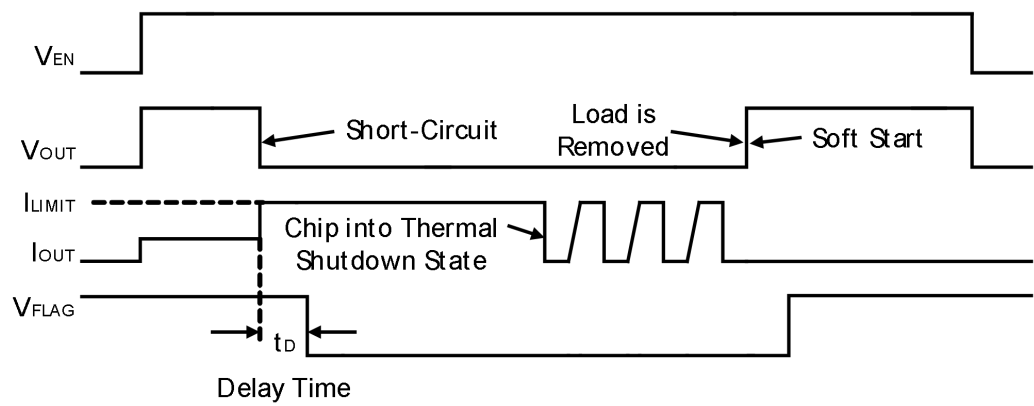 VEN
VOUT
Short-Circuit
Load is
Removed
Soft Start
ILIMIT
IOUT
Chip into Thermal
Shutdown State
VFLAG
tD
Delay Time